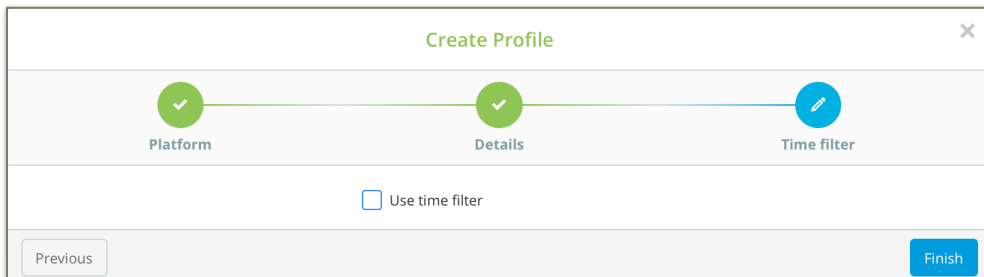 Create Profile
Platform
Details
Time filter
Use time filter
Previous
Finish